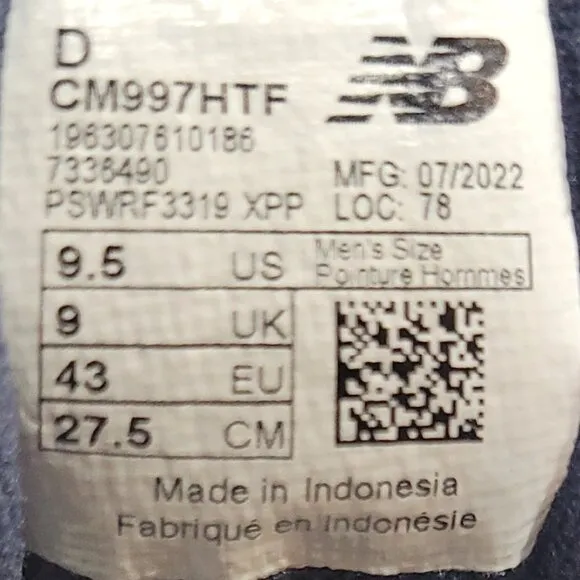 D
CM997HTF
NB
196307610186
7336490
PSWRF3319 XPP
MFG: 07/2022
LOC: 78
9.5 US Men's Size
Pointure Hommes
9 UK
43 EU
27.5 CM
Made in Indonesia
Fabriqué en Indonésie